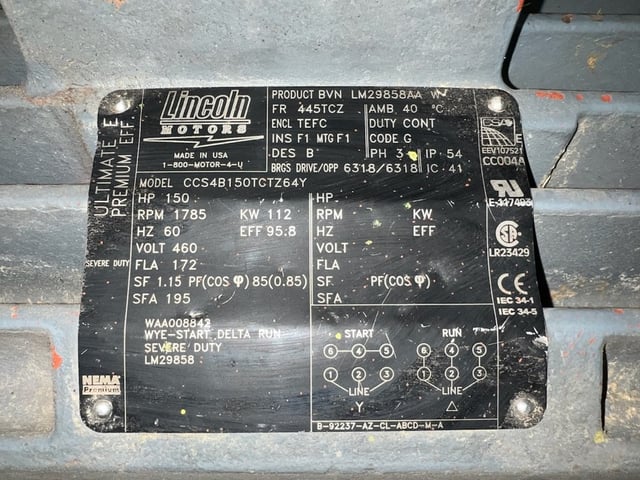 ULTIMATE E
PREMIUM EFF.
SEVERE DUTY
NEMA
Premium
Lincoln
MOTORS
MADE IN USA
1-800-MOTOR-4-U
PRODUCT BVN LM29858AA
FR 445TCZ AMB. 40 °C
ENCL TEFC DUTY CONT
INS F1 MTG F1 CODE G
DES B PH 3 IP 54
BRGS DRIVE/OPP 6318/6318 IC 41
MODEL CCS4B150TCTZ64Y
HP 150
RPM 1785 KW 112
HZ 60 EFF 95.8
VOLT 460
FLA 172
SF 1.15 PF(COS φ) 85(0.85)
SFA 195
HP
RPM KW
HZ EFF
VOLT
FLA
SF PF(COS φ)
SFA
WAA008842
WYE-START, DELTA RUN
SEVERE DUTY
LM29858
START RUN
6 4 5 6 4 5
1 2 3 1 2 3
LINE LINE
Y △
B-92237-AZ-CL-ABCD-M-A
EEV107521
CC004A
LR23429
CE
IEC 34-1
IEC 34-5